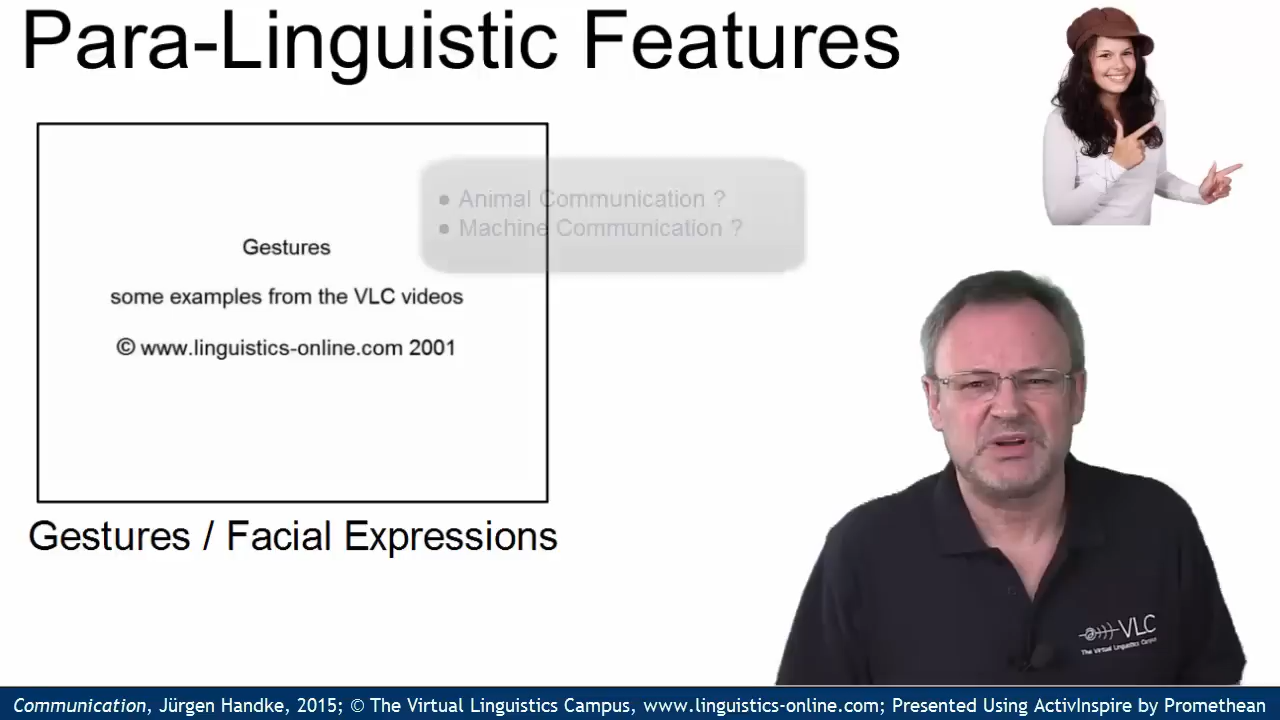 Para-Linguistic Features
• Animal Communication ?
• Machine Communication ?
Gestures
some examples from the VLC videos
© www.linguistics-online.com 2001
Gestures / Facial Expressions
VLC
The Virtual Linguistics Campus
Communication, Jürgen Handke, 2015; © The Virtual Linguistics Campus, www.linguistics-online.com; Presented Using ActivInspire by Promethean